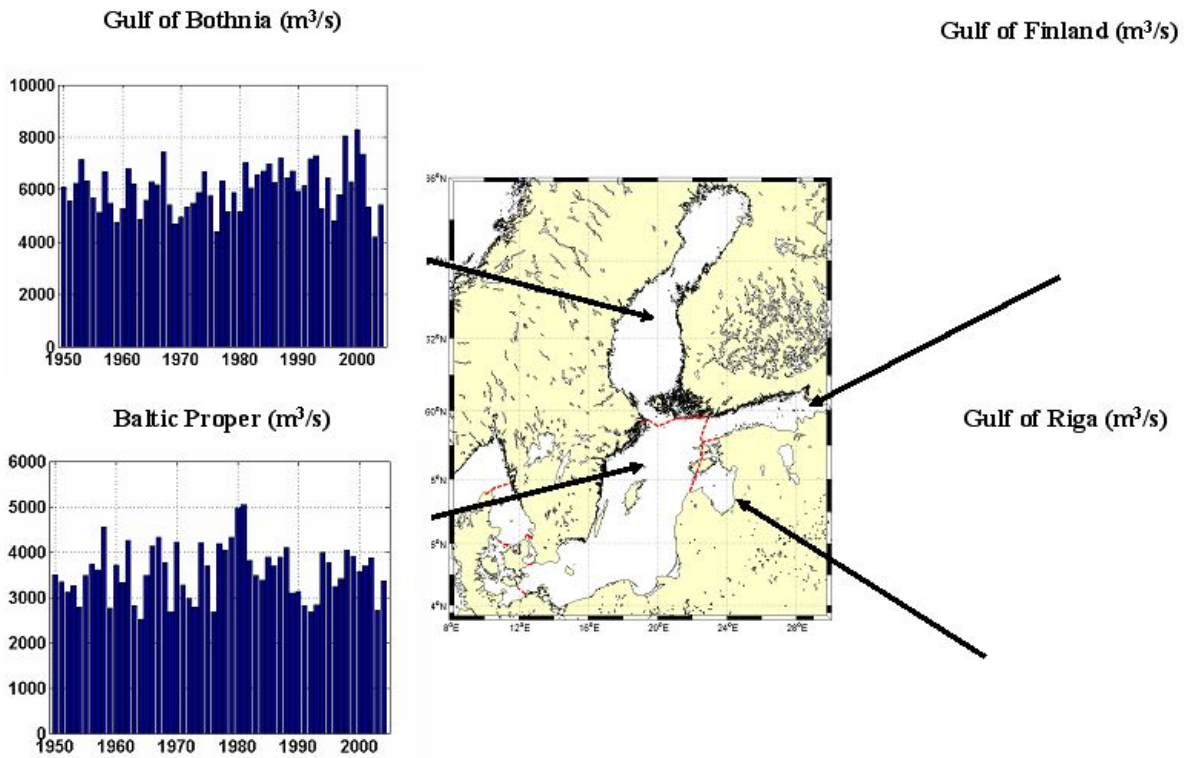 Gulf of Bothnia (m³/s)
Gulf of Finland (m³/s)
10000
8000
6000
4000
2000
0
1950 1960 1970 1980 1990 2000
Baltic Proper (m³/s)
Gulf of Riga (m³/s)
6000
5000
4000
3000
2000
1000
0
1950 1960 1970 1980 1990 2000
60°N
8°E 12°E 20°E 24°E 28°E